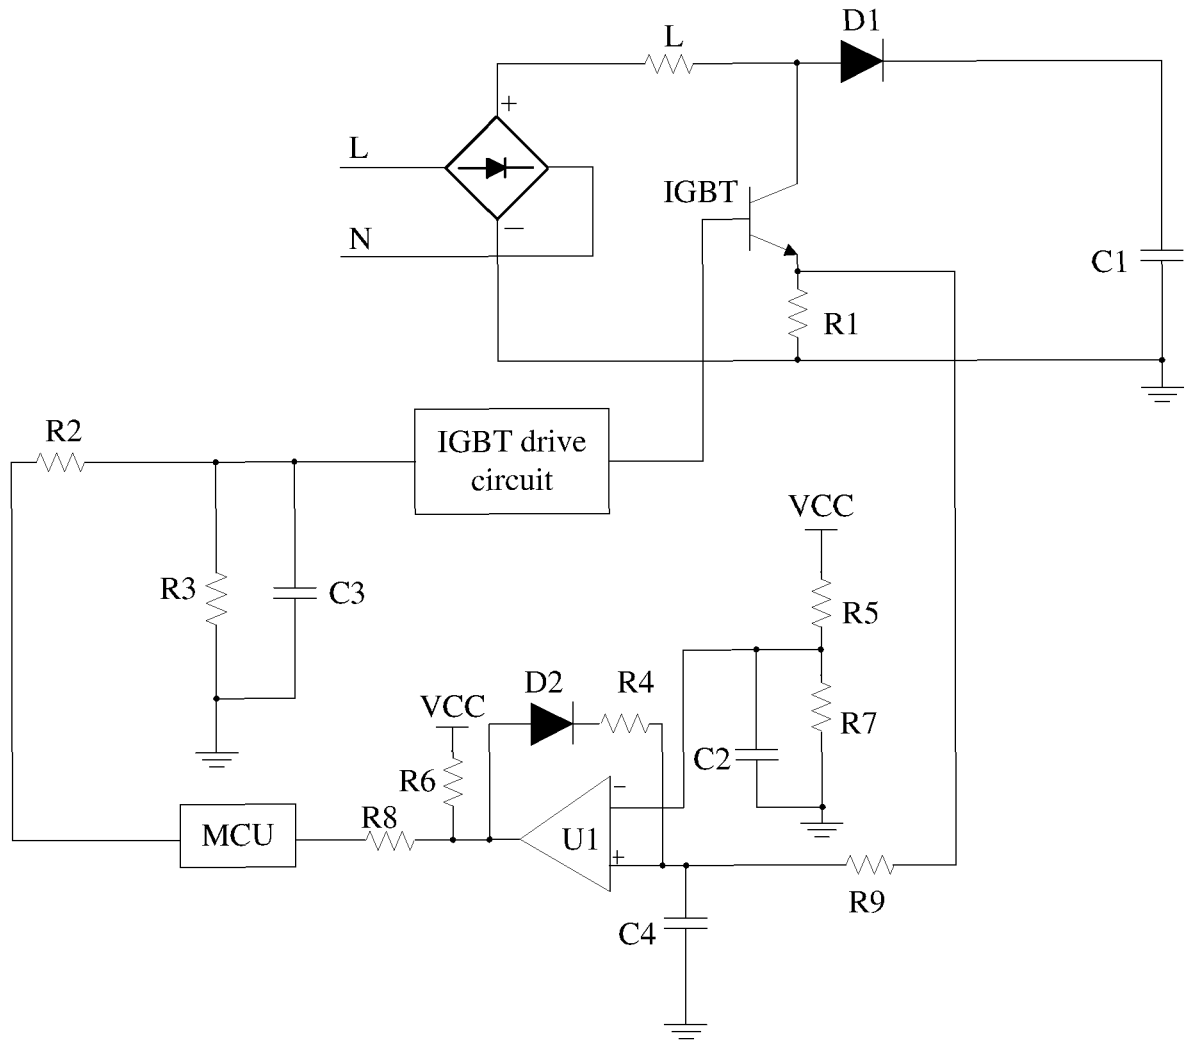 D1
L
+
L
IGBT
N
−
C1
R1
R2
IGBT drive
circuit
VCC
R3
C3
R5
D2
R4
VCC
R7
C2
R6
−
R8
MCU
U1
+
R9
C4